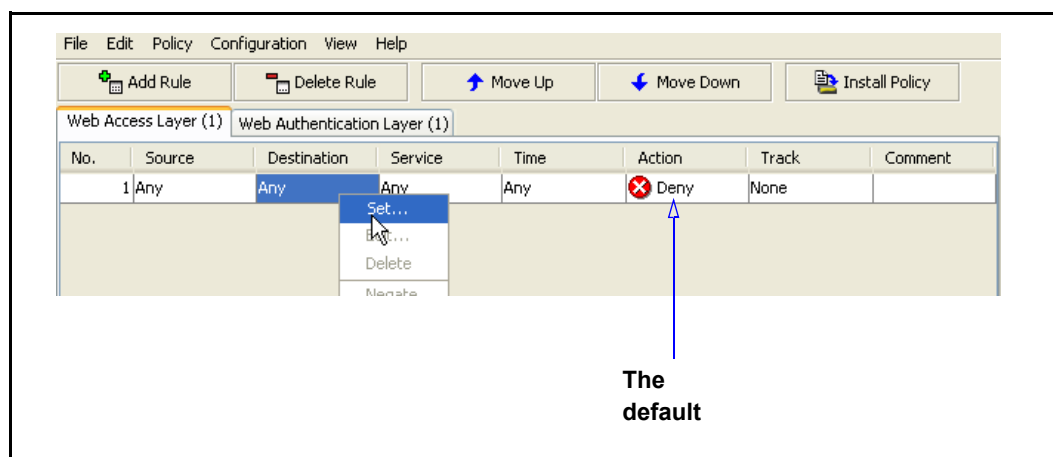 File Edit Policy Configuration View Help
Add Rule Delete Rule Move Up Move Down Install Policy
Web Access Layer (1) Web Authentication Layer (1)
No. Source Destination Service Time Action Track Comment
1 Any Any Any Any Deny None
Set...
Edit...
Delete
Negate
The
default